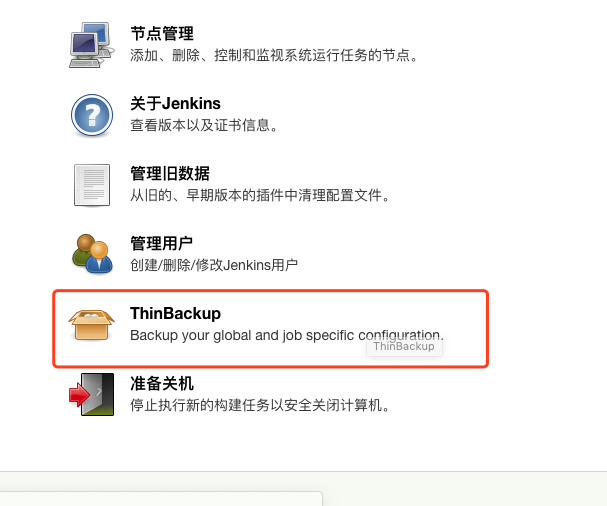 节点管理
添加、删除、控制和监视系统运行任务的节点。
关于Jenkins
查看版本以及证书信息。
管理旧数据
从旧的、早期版本的插件中清理配置文件。
管理用户
创建/删除/修改Jenkins用户
ThinBackup
Backup your global and job specific configuration.
ThinBackup
准备关机
停止执行新的构建任务以安全关闭计算机。